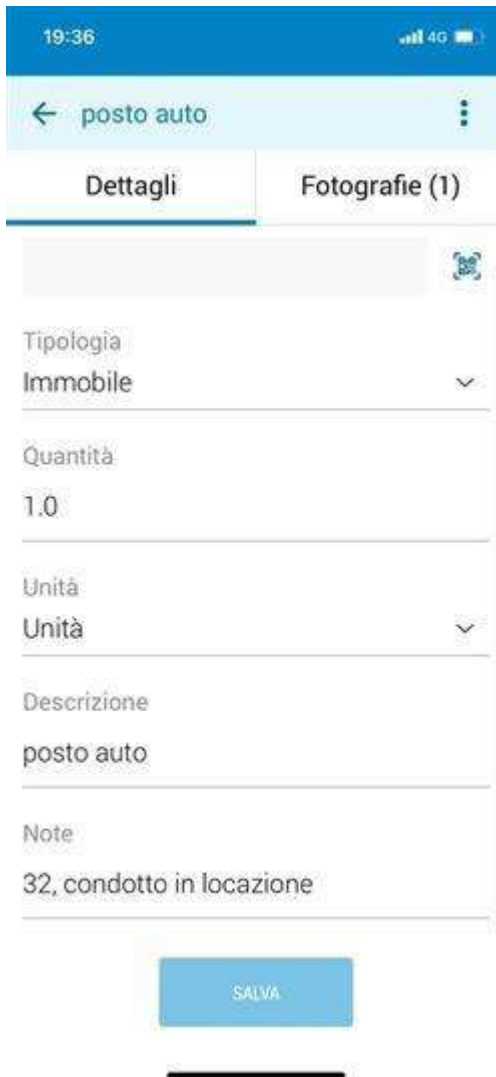 19:36 4G
posto auto
Dettagli Fotografie (1)
Tipologia
Immobile
Quantità
1.0
Unità
Unità
Descrizione
posto auto
Note
32, condotto in locazione
SALVA